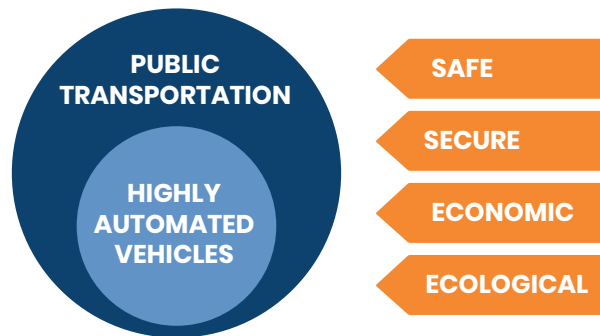 PUBLIC
TRANSPORTATION
HIGHLY
AUTOMATED
VEHICLES
SAFE
SECURE
ECONOMIC
ECOLOGICAL